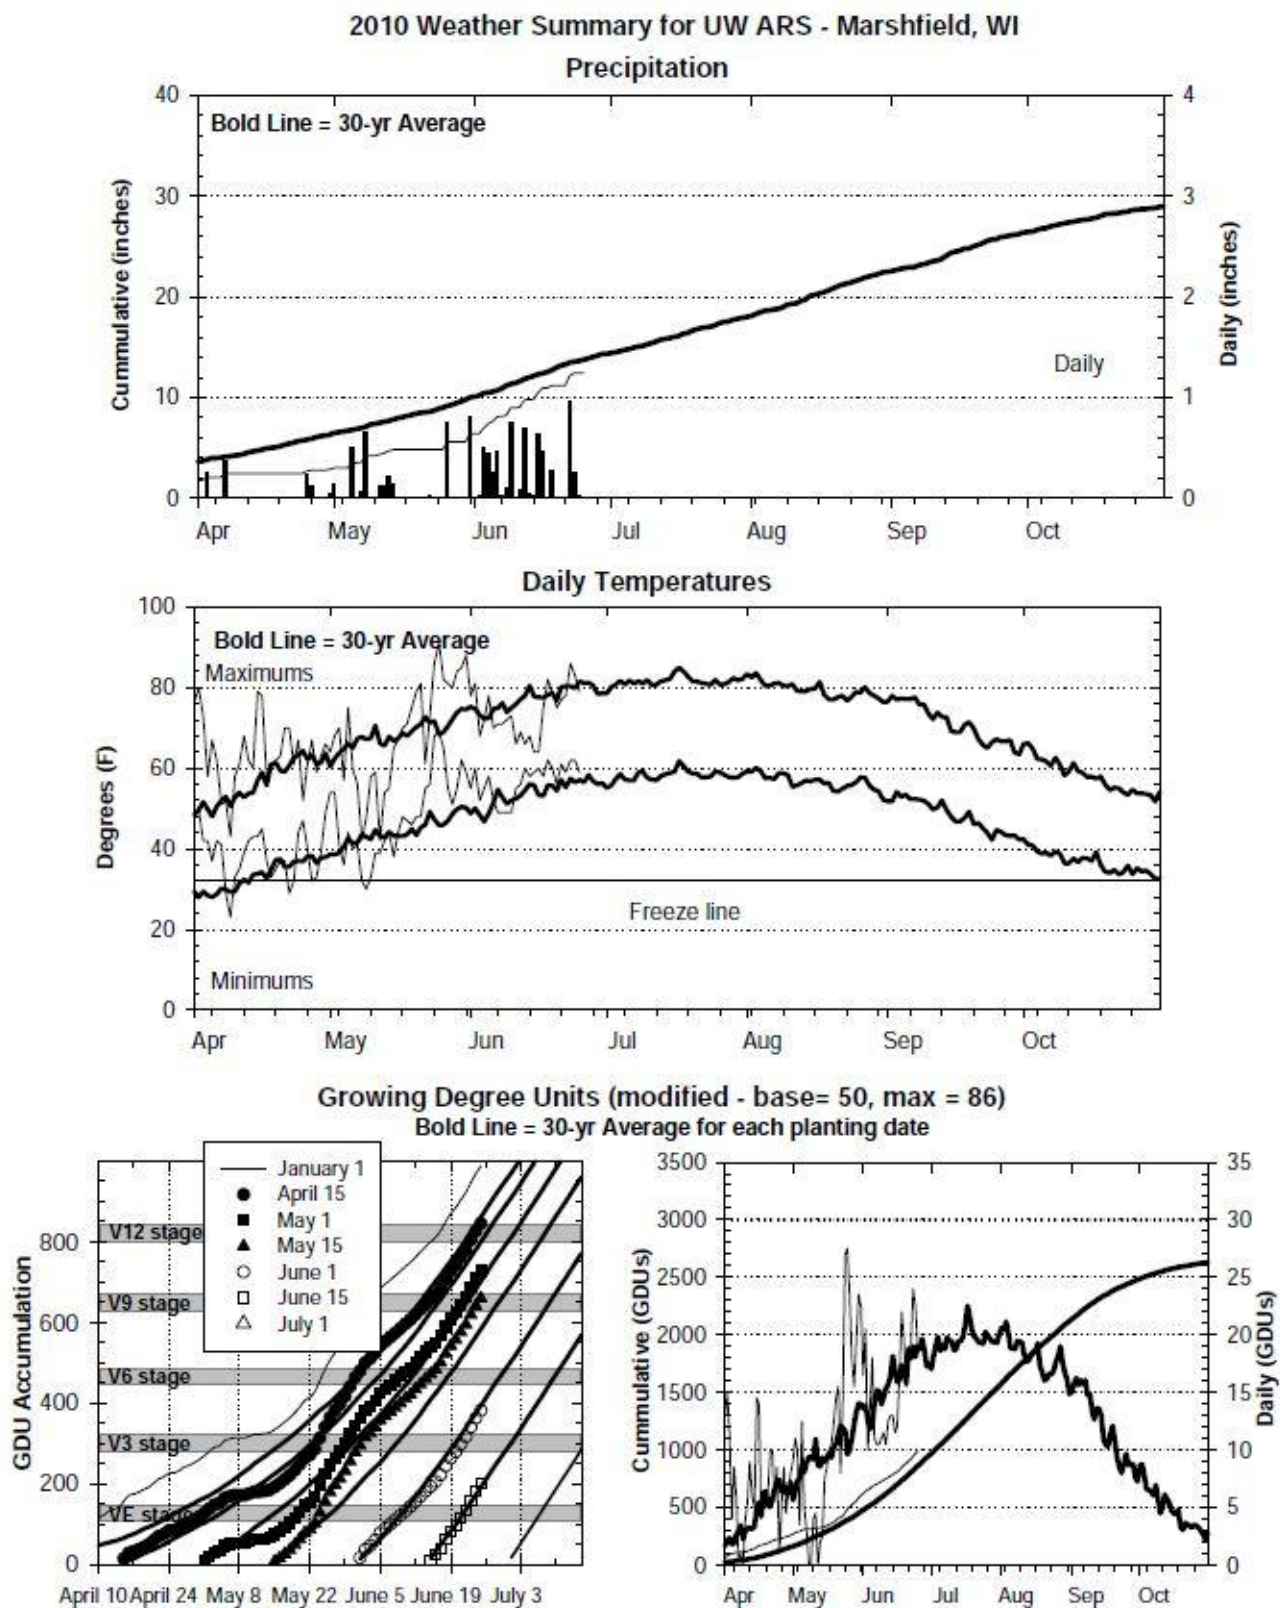 2010 Weather Summary for UW ARS - Marshfield, WI
Precipitation
Bold Line = 30-yr Average
Cummulative (inches)
40
30
20
10
0
Daily (inches)
4
3
2
1
0
Daily
Apr May Jun Jul Aug Sep Oct
Daily Temperatures
Bold Line = 30-yr Average
Maximums
Degrees (F)
100
80
60
40
20
0
Freeze line
Minimums
Apr May Jun Jul Aug Sep Oct
Growing Degree Units (modified - base= 50, max = 86)
Bold Line = 30-yr Average for each planting date
January 1
April 15
May 1
May 15
June 1
June 15
July 1
GDU Accumulation
800
600
400
200
0
V12 stage
V9 stage
V6 stage
V3 stage
VE stage
April 10 April 24 May 8 May 22 June 5 June 19 July 3
Cummulative (GDUs)
3500
3000
2500
2000
1500
1000
500
0
Daily (GDUs)
35
30
25
20
15
10
5
0
Apr May Jun Jul Aug Sep Oct